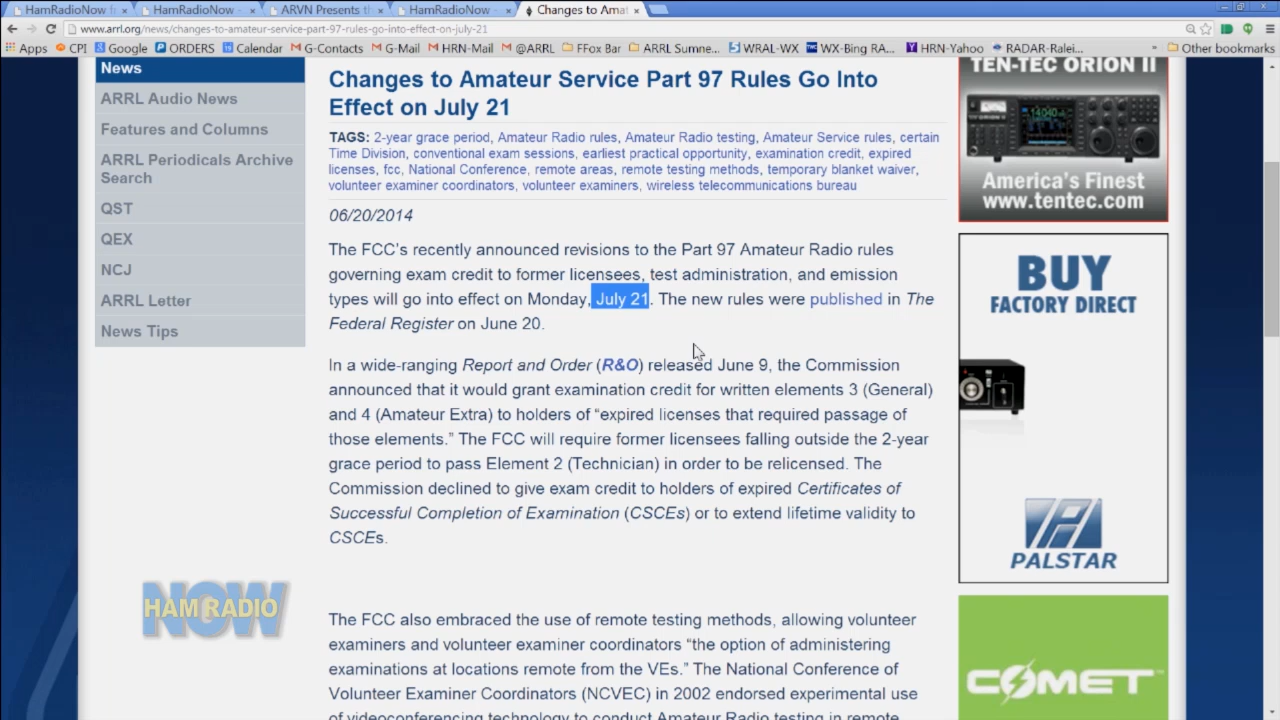 HamRadioNow f
HamRadioNow -
ARVN Presents th
HamRadioNow -
Changes to Amat
www.arrl.org/news/changes-to-amateur-service-part-97-rules-go-into-effect-on-july-21
Apps CPI Google ORDERS Calendar G-Contacts G-Mail HRN-Mail @ARRL FFox Bar ARRL Sumne... WRAL-WX WX-Bing RA... HRN-Yahoo RADAR-Ralei... » Other bookmarks
News
ARRL Audio News
Features and Columns
ARRL Periodicals Archive
Search
QST
QEX
NCJ
ARRL Letter
News Tips
Changes to Amateur Service Part 97 Rules Go Into
Effect on July 21
TAGS: 2-year grace period, Amateur Radio rules, Amateur Radio testing, Amateur Service rules, certain
Time Division, conventional exam sessions, earliest practical opportunity, examination credit, expired
licenses, fcc, National Conference, remote areas, remote testing methods, temporary blanket waiver,
volunteer examiner coordinators, volunteer examiners, wireless telecommunications bureau
06/20/2014
The FCC's recently announced revisions to the Part 97 Amateur Radio rules
governing exam credit to former licensees, test administration, and emission
types will go into effect on Monday, July 21. The new rules were published in The
Federal Register on June 20.
In a wide-ranging Report and Order (R&O) released June 9, the Commission
announced that it would grant examination credit for written elements 3 (General)
and 4 (Amateur Extra) to holders of “expired licenses that required passage of
those elements.” The FCC will require former licensees falling outside the 2-year
grace period to pass Element 2 (Technician) in order to be relicensed. The
Commission declined to give exam credit to holders of expired Certificates of
Successful Completion of Examination (CSCEs) or to extend lifetime validity to
CSCEs.
The FCC also embraced the use of remote testing methods, allowing volunteer
examiners and volunteer examiner coordinators “the option of administering
examinations at locations remote from the VEs.” The National Conference of
Volunteer Examiner Coordinators (NCVEC) in 2002 endorsed experimental use
of videoconferencing technology to conduct Amateur Radio testing in remote
NOW
HAM RADIO
TEN-TEC ORION II
America's Finest
www.tentec.com
BUY
FACTORY DIRECT
PALSTAR
COMET